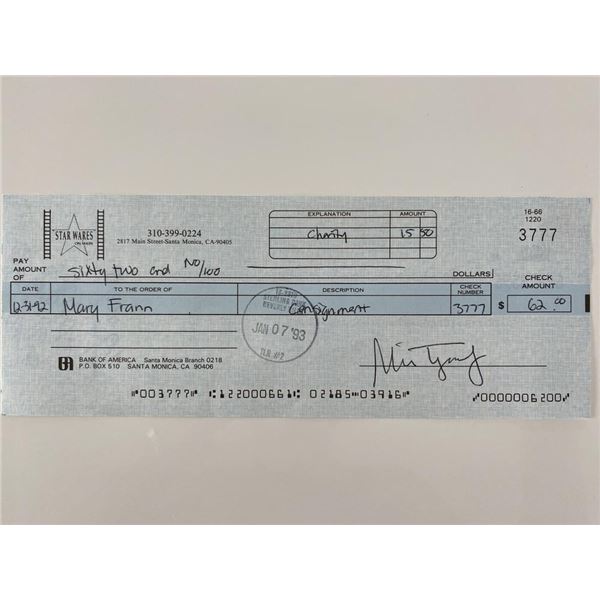 "STAR WARES"
ON MAIN
310-399-0224
2817 Main Street-Santa Monica, CA-90405
EXPLANATION AMOUNT
Charity 15 50
16-66
1220
3777
PAY
AMOUNT
OF
Sixty two and NO/100
DOLLARS
CHECK
AMOUNT
DATE TO THE ORDER OF DESCRIPTION CHECK NUMBER
12-31-92 Mary Frann Consignment 3777 $ 62.00
JAN 07 '93
TLR #2
BANK OF AMERICA Santa Monica Branch 0218
P.O. BOX 510 SANTA MONICA, CA 90406
⑈003777⑈ ⑆122000661⑆ 02185⑉03916⑈ ⑇0000006200⑇